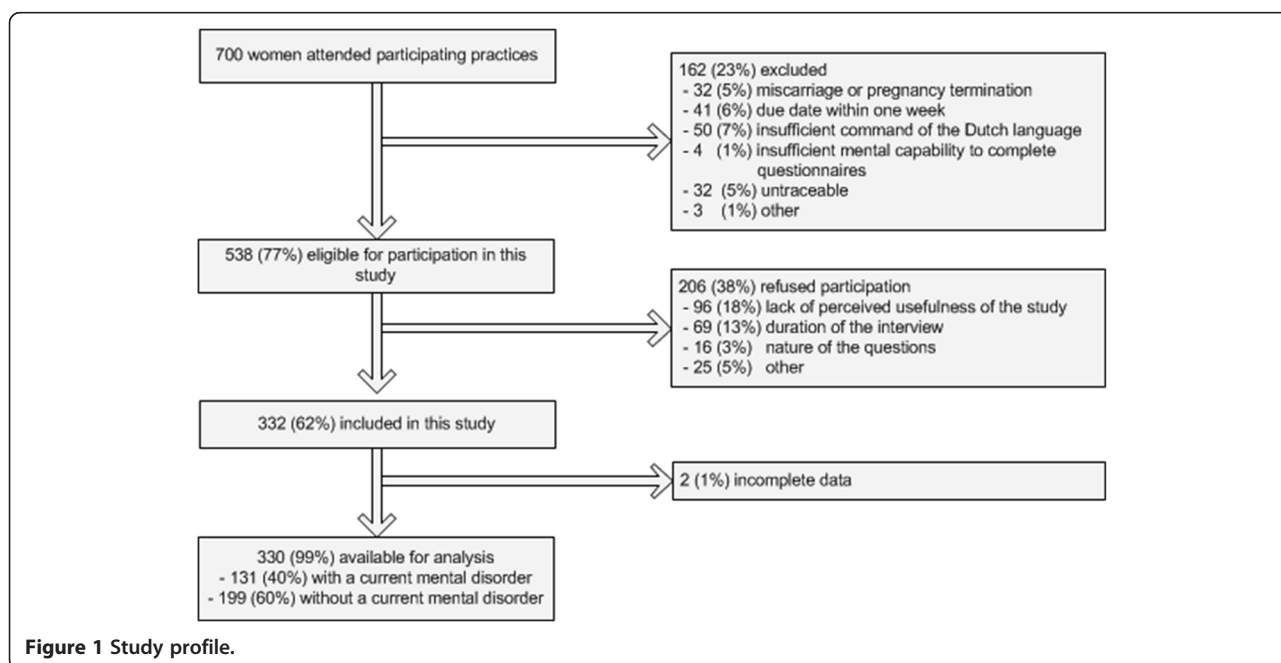 700 women attended participating practices
162 (23%) excluded
- 32 (5%) miscarriage or pregnancy termination
- 41 (6%) due date within one week
- 50 (7%) insufficient command of the Dutch language
- 4 (1%) insufficient mental capability to complete
questionnaires
- 32 (5%) untraceable
- 3 (1%) other
538 (77%) eligible for participation in this
study
206 (38%) refused participation
- 96 (18%) lack of perceived usefulness of the study
- 69 (13%) duration of the interview
- 16 (3%) nature of the questions
- 25 (5%) other
332 (62%) included in this study
2 (1%) incomplete data
330 (99%) available for analysis
- 131 (40%) with a current mental disorder
- 199 (60%) without a current mental disorder
Figure 1 Study profile.